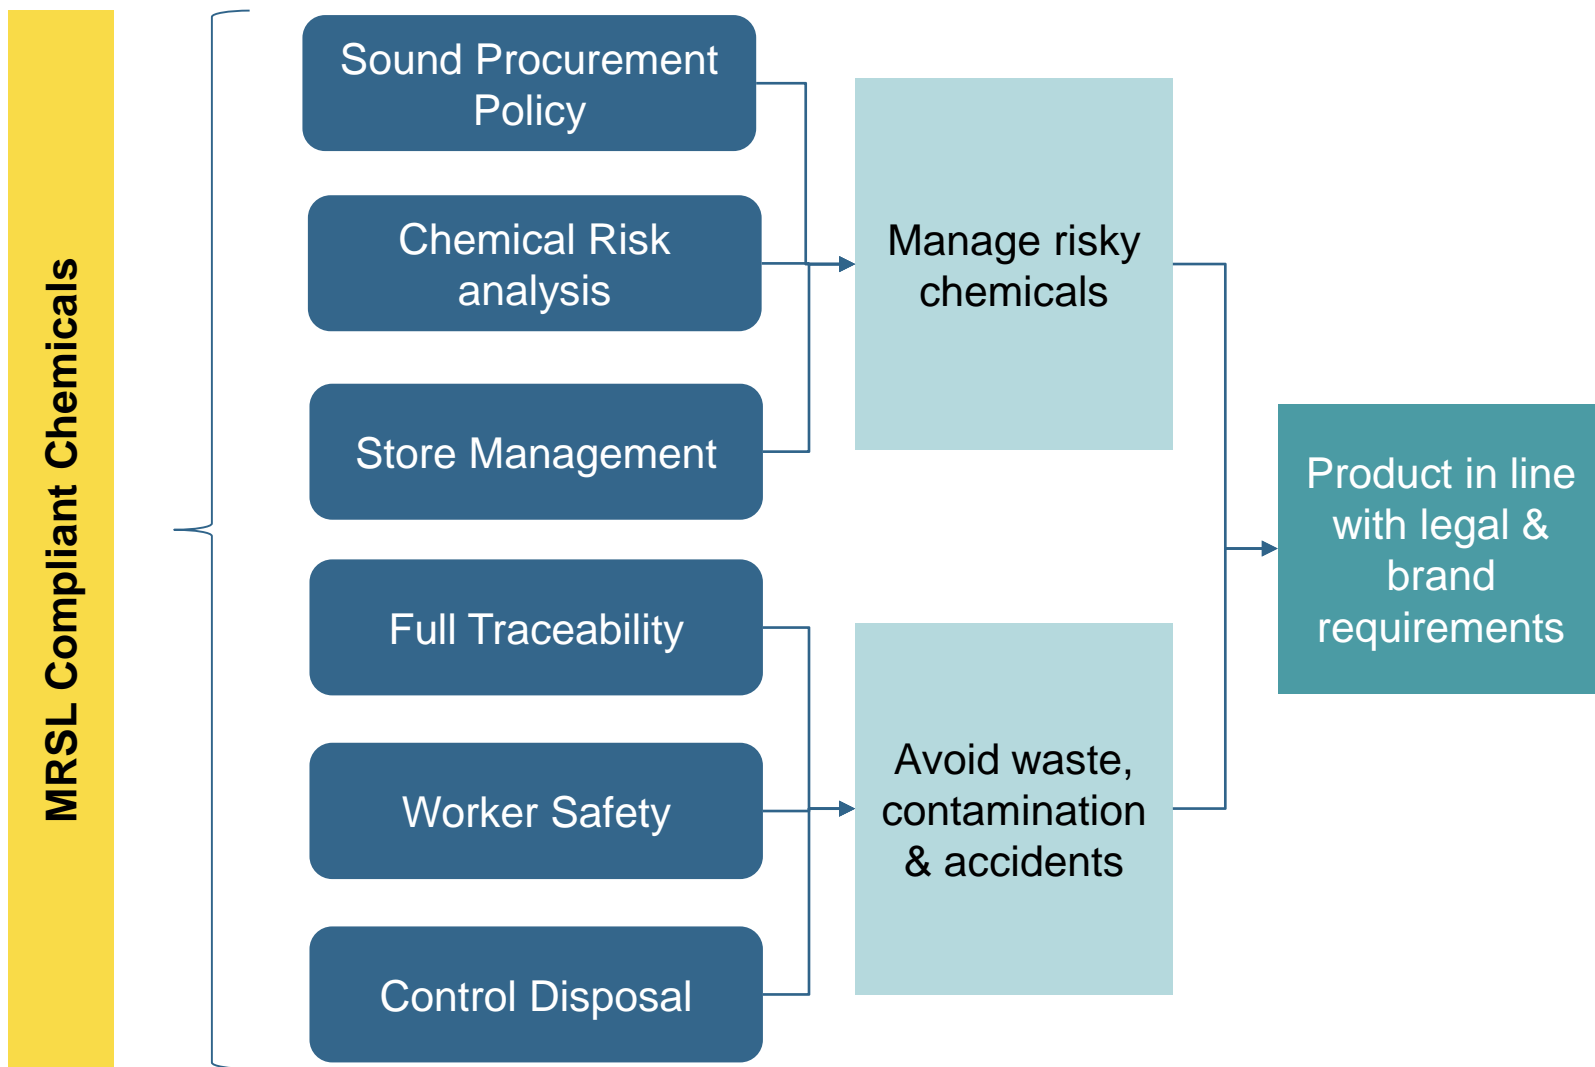 MRSL Compliant Chemicals
Sound Procurement
Policy
Chemical Risk
analysis
Store Management
Full Traceability
Worker Safety
Control Disposal
Manage risky
chemicals
Avoid waste,
contamination
& accidents
Product in line
with legal &
brand
requirements